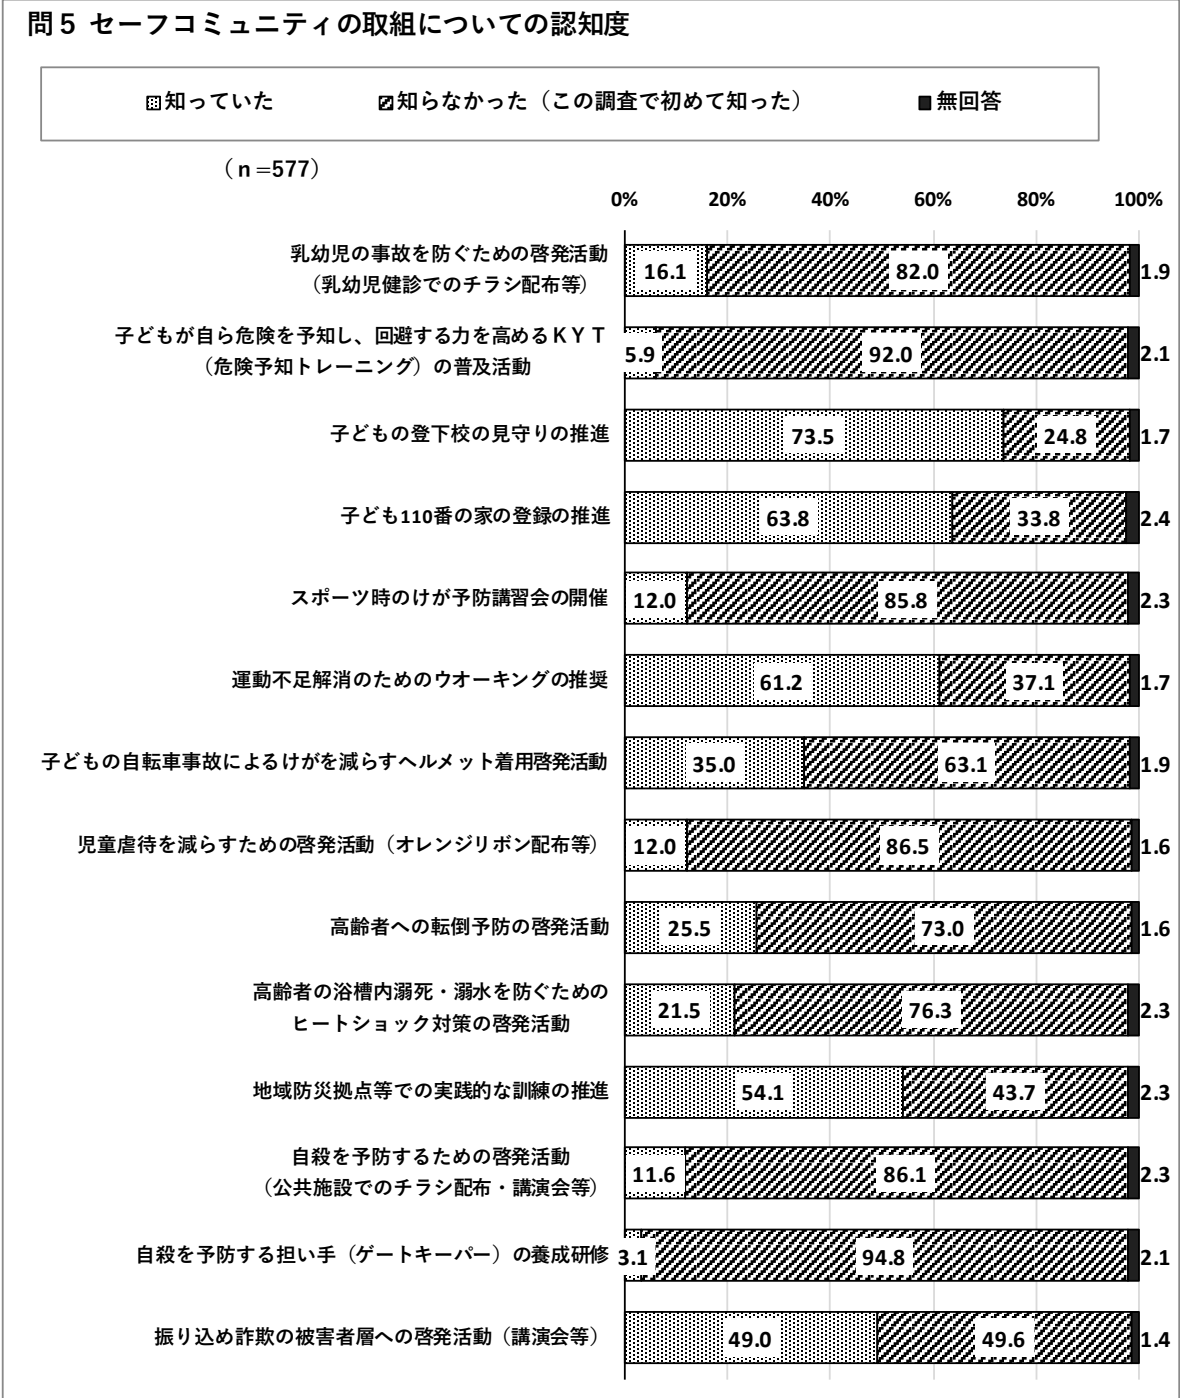 問５ セーフコミュニティの取組についての認知度
知っていた 知らなかった（この調査で初めて知った） 無回答
（ｎ=577）
0% 20% 40% 60% 80% 100%
乳幼児の事故を防ぐための啓発活動
（乳幼児健診でのチラシ配布等）
16.1 82.0 1.9
子どもが自ら危険を予知し、回避する力を高めるＫＹＴ
（危険予知トレーニング）の普及活動
5.9 92.0 2.1
子どもの登下校の見守りの推進
73.5 24.8 1.7
子ども110番の家の登録の推進
63.8 33.8 2.4
スポーツ時のけが予防講習会の開催
12.0 85.8 2.3
運動不足解消のためのウオーキングの推奨
61.2 37.1 1.7
子どもの自転車事故によるけがを減らすヘルメット着用啓発活動
35.0 63.1 1.9
児童虐待を減らすための啓発活動（オレンジリボン配布等）
12.0 86.5 1.6
高齢者への転倒予防の啓発活動
25.5 73.0 1.6
高齢者の浴槽内溺死・溺水を防ぐための
ヒートショック対策の啓発活動
21.5 76.3 2.3
地域防災拠点等での実践的な訓練の推進
54.1 43.7 2.3
自殺を予防するための啓発活動
（公共施設でのチラシ配布・講演会等）
11.6 86.1 2.3
自殺を予防する担い手（ゲートキーパー）の養成研修
3.1 94.8 2.1
振り込め詐欺の被害者層への啓発活動（講演会等）
49.0 49.6 1.4